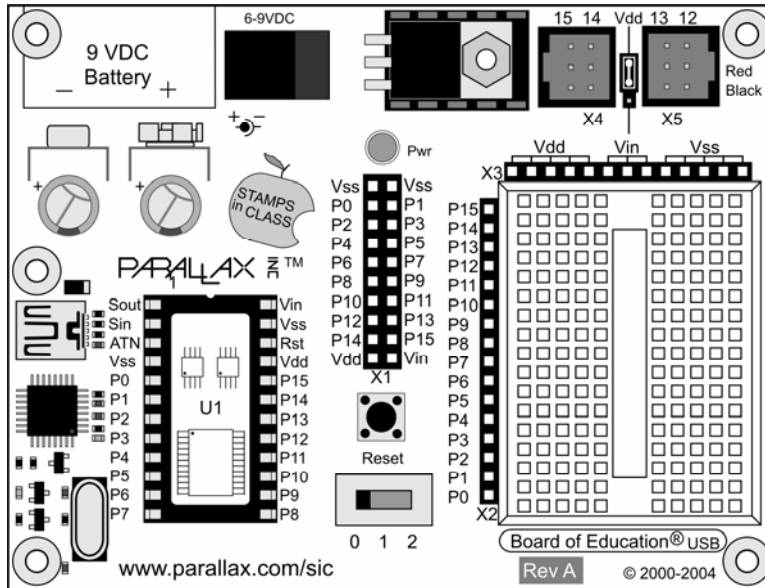 9 VDC
Battery
- +
6-9VDC
+ -
15 14 Vdd 13 12
X4 X5
Red
Black
+
+
Pwr
STAMPS
in CLASS
PARALLAX INC ™
Vdd Vin Vss
X3
Vss Vss
P0 P1
P2 P3
P4 P5
P6 P7
P8 P9
P10 P11
P12 P13
P14 P15
Vdd Vin
X1
Sout Vin
Sin Vss
ATN Rst
Vss Vdd
P0 P15
P1 P14
P2 P13
P3 P12
P4 P11
P5 P10
P6 P9
P7 P8
U1
1
Reset
0 1 2
P15
P14
P13
P12
P11
P10
P9
P8
P7
P6
P5
P4
P3
P2
P1
P0
X2
Board of Education® USB
Rev A © 2000-2004
www.parallax.com/sic